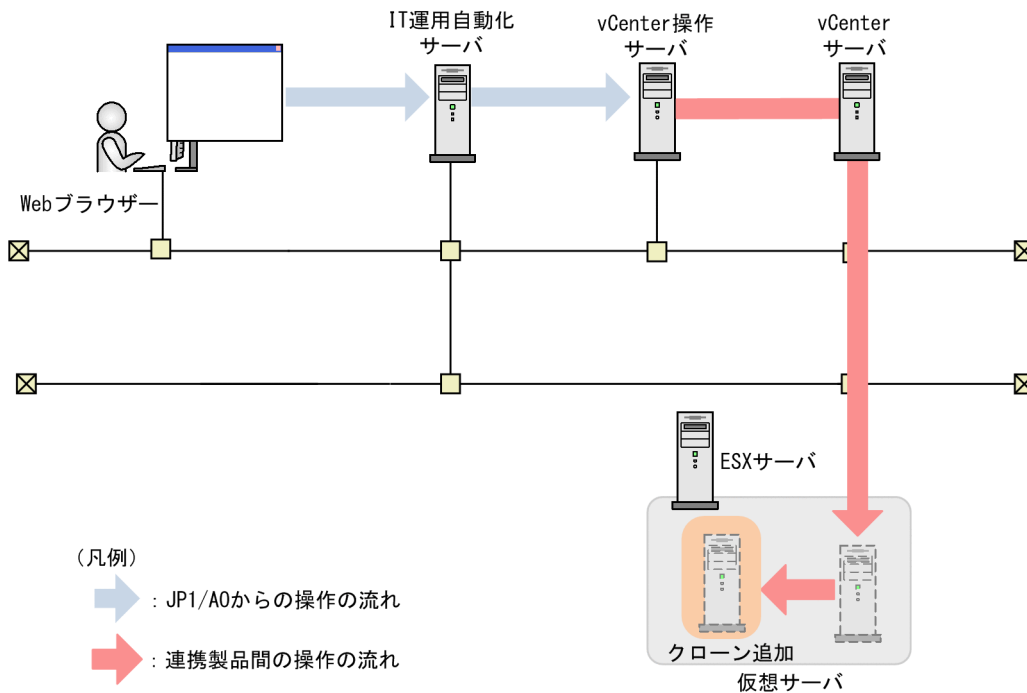 IT運用自動化
サーバ
vCenter操作
サーバ
vCenter
サーバ
Webブラウザー
ESXサーバ
クローン追加
仮想サーバ
(凡例)
：JP1/AOからの操作の流れ
：連携製品間の操作の流れ